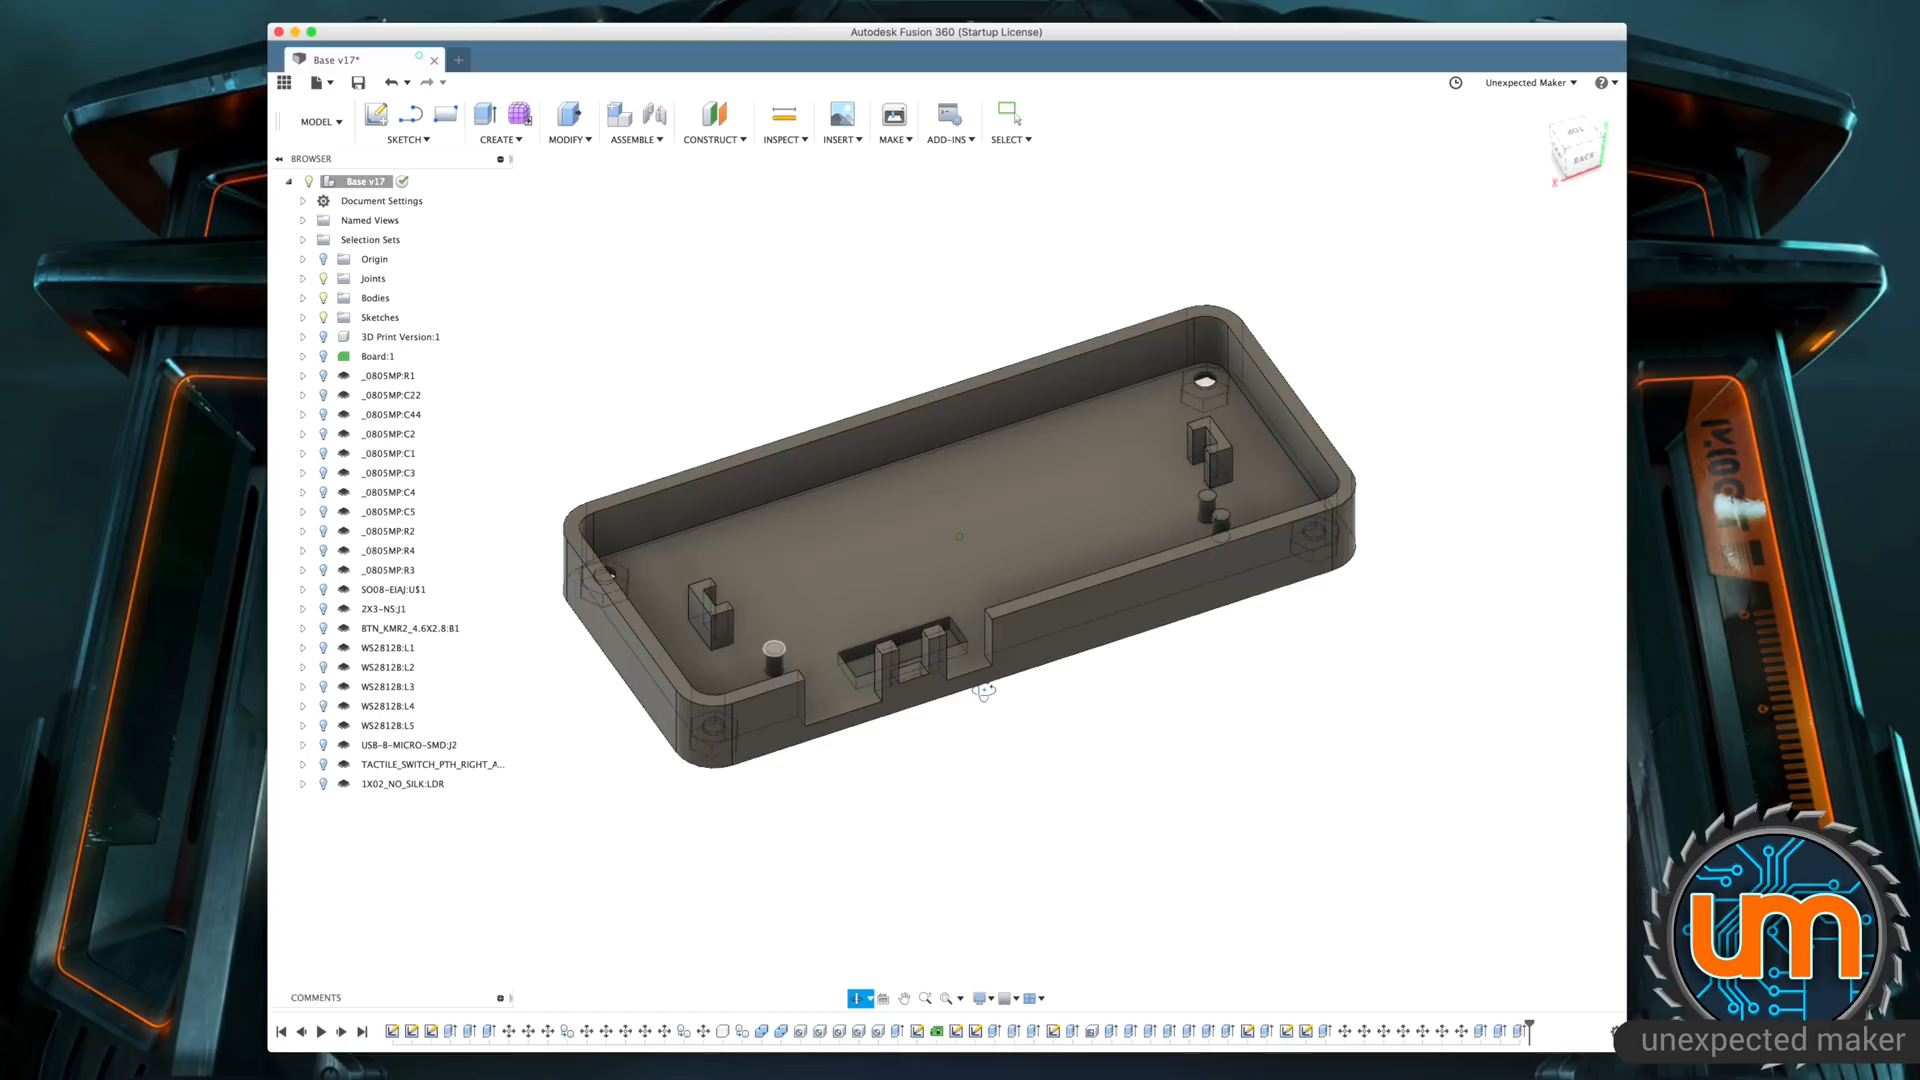 Autodesk Fusion 360 (Startup License)
Base v17*
Unexpected Maker
MODEL
SKETCH
CREATE
MODIFY
ASSEMBLE
CONSTRUCT
INSPECT
INSERT
MAKE
ADD-INS
SELECT
TOP
BACK
X
BROWSER
Base v17
Document Settings
Named Views
Selection Sets
Origin
Joints
Bodies
Sketches
3D Print Version:1
Board:1
_0805MP:R1
_0805MP:C22
_0805MP:C44
_0805MP:C2
_0805MP:C1
_0805MP:C3
_0805MP:C4
_0805MP:C5
_0805MP:R2
_0805MP:R4
_0805MP:R3
SO08-EIAJ:U$1
2X3-NS:J1
BTN_KMR2_4.6X2.8:B1
WS2812B:L1
WS2812B:L2
WS2812B:L3
WS2812B:L4
WS2812B:L5
USB-B-MICRO-SMD:J2
TACTILE_SWITCH_PTH_RIGHT_A...
1X02_NO_SILK:LDR
COMMENTS
um
unexpected maker